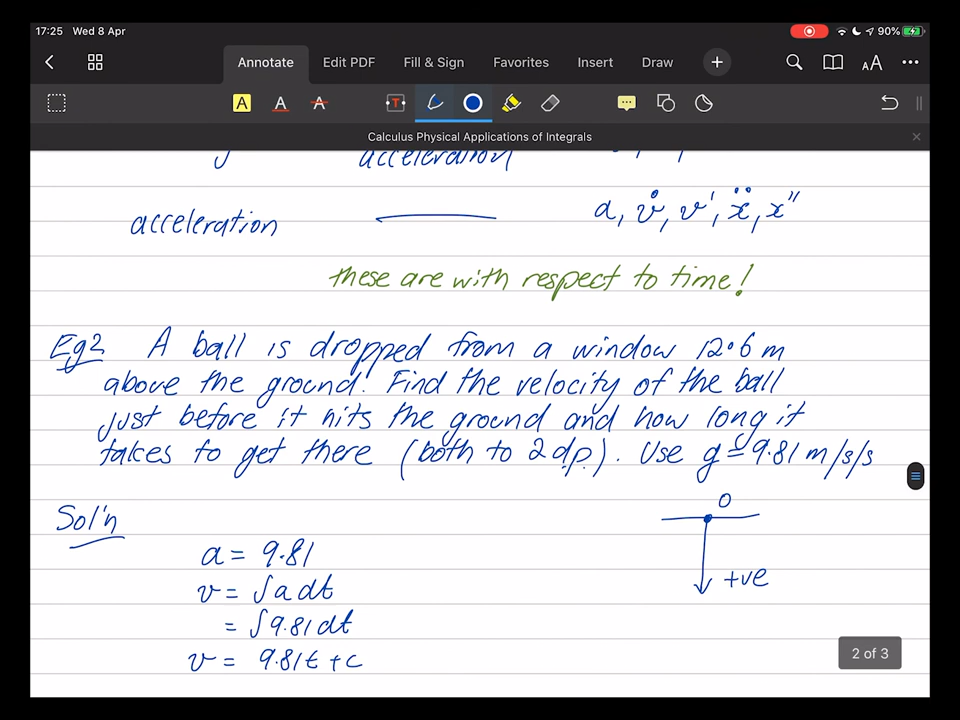 17:25 Wed 8 Apr
90%
Annotate Edit PDF Fill & Sign Favorites Insert Draw
A A A T
Calculus Physical Applications of Integrals
acceleration
acceleration a, v̇, v', ẍ, x''
these are with respect to time!
Eg2 A ball is dropped from a window 12.6 m
above the ground. Find the velocity of the ball
just before it hits the ground and how long it
takes to get there (both to 2 dp). Use g ≃ 9.81 m/s/s
Sol'n
O
a = 9.81
+ve
v = ∫a dt
= ∫9.81 dt
v = 9.81t + c
2 of 3